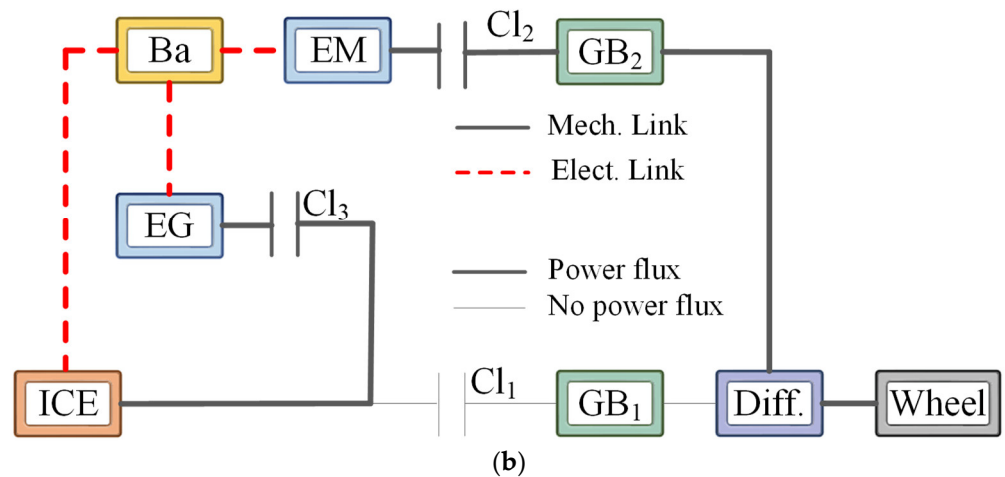 Ba
EM
Cl₂
GB₂
Mech. Link
Elect. Link
EG
Cl₃
Power flux
No power flux
ICE
Cl₁
GB₁
Diff.
Wheel
(b)